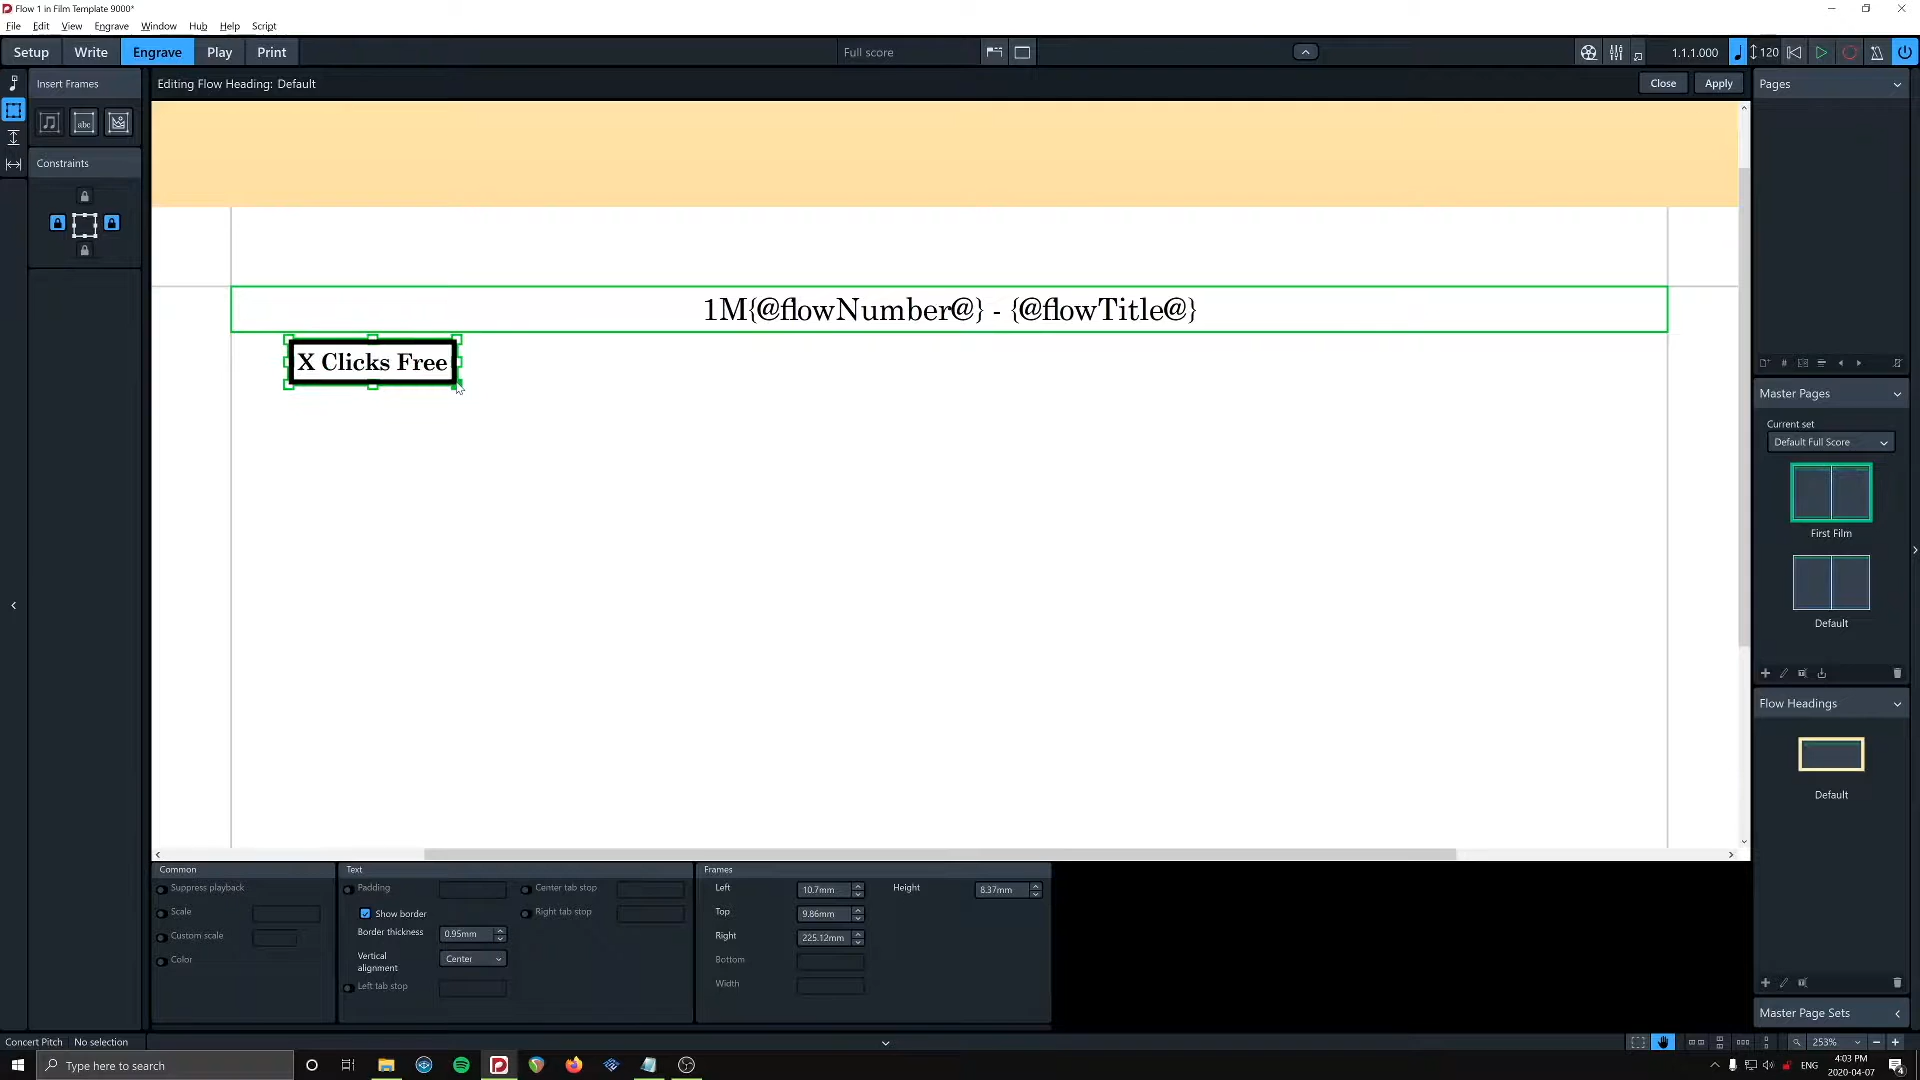 Flow 1 in Film Template 9000*
File Edit View Engrave Window Hub Help Script
Setup Write Engrave Play Print Full score 1.1.1.000 120
Insert Frames
Editing Flow Heading: Default
Close Apply
Pages
abc
Constraints
1M{@flowNumber@} - {@flowTitle@}
X Clicks Free
Master Pages
Current set
Default Full Score
First Film
Default
Flow Headings
Default
Master Page Sets
Common
Suppress playback
Scale
Custom scale
Color
Text
Padding
Show border
Border thickness 0.95mm
Vertical alignment Center
Left tab stop
Center tab stop
Right tab stop
Frames
Left 10.7mm Height 8.37mm
Top 9.86mm
Right 225.12mm
Bottom
Width
Concert Pitch No selection
253%
Type here to search
ENG
4:03 PM
2020-04-07
4